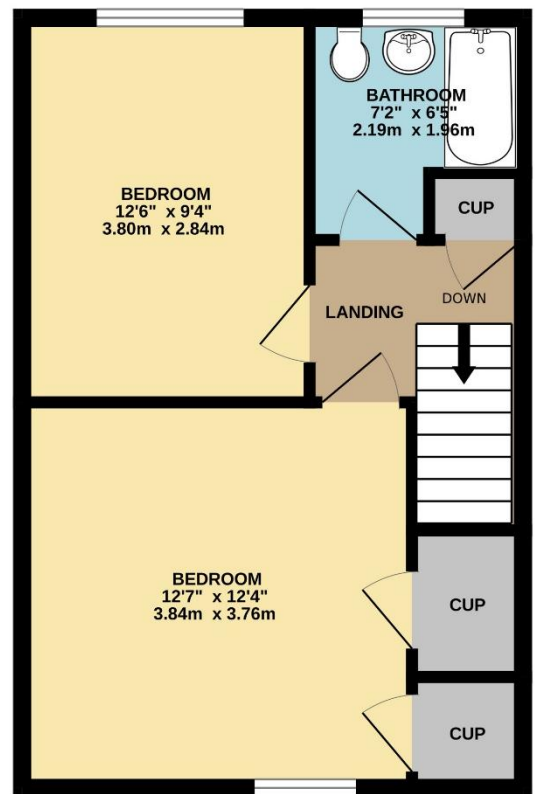 BATHROOM
7'2" x 6'5"
2.19m x 1.96m
BEDROOM
12'6" x 9'4"
3.80m x 2.84m
CUP
DOWN
LANDING
BEDROOM
12'7" x 12'4"
3.84m x 3.76m
CUP
CUP